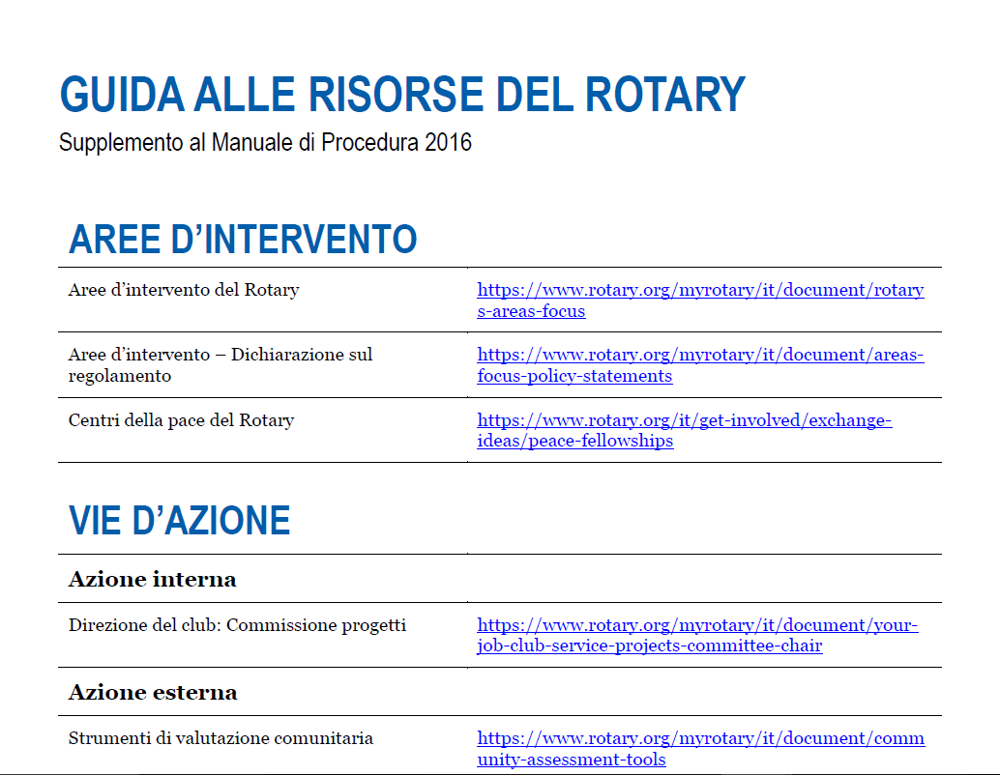 GUIDA ALLE RISORSE DEL ROTARY
Supplemento al Manuale di Procedura 2016
AREE D’INTERVENTO
Aree d’intervento del Rotary
https://www.rotary.org/myrotary/it/document/rotary
s-areas-focus
Aree d’intervento – Dichiarazione sul
regolamento
https://www.rotary.org/myrotary/it/document/areas-
focus-policy-statements
Centri della pace del Rotary
https://www.rotary.org/it/get-involved/exchange-
ideas/peace-fellowships
VIE D’AZIONE
Azione interna
Direzione del club: Commissione progetti
https://www.rotary.org/myrotary/it/document/your-
job-club-service-projects-committee-chair
Azione esterna
Strumenti di valutazione comunitaria
https://www.rotary.org/myrotary/it/document/comm
unity-assessment-tools